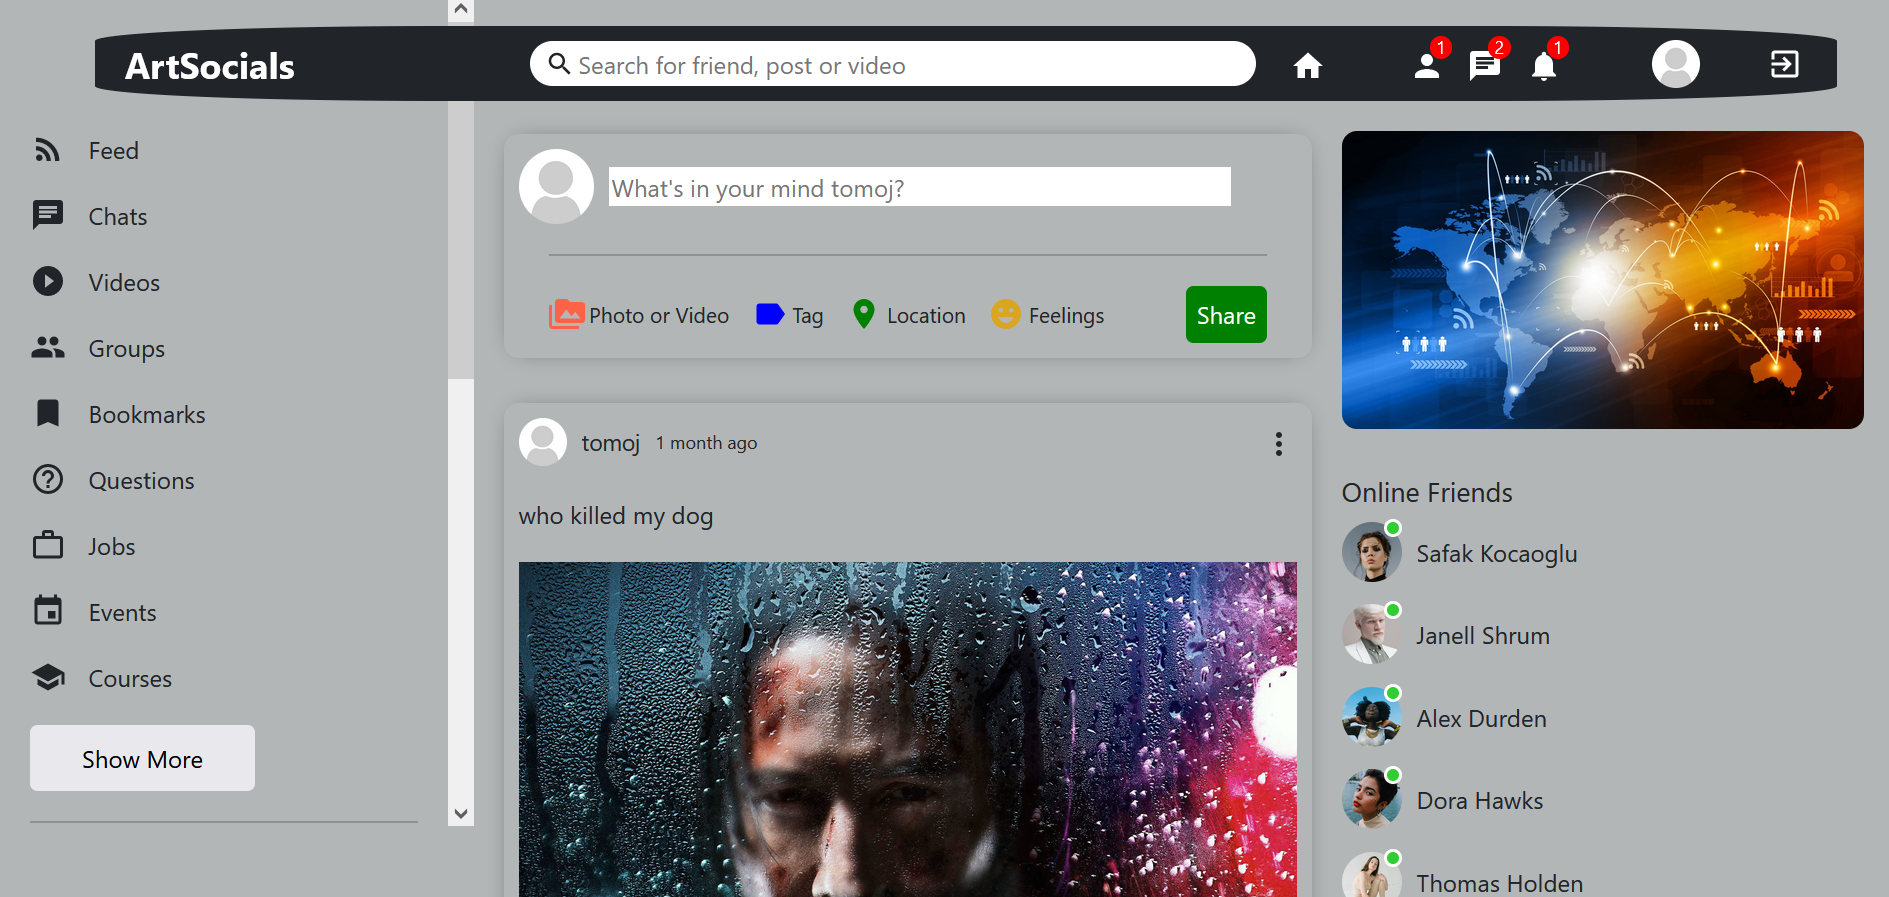 ArtSocials
Search for friend, post or video
1
2
1
Feed
Chats
Videos
Groups
Bookmarks
Questions
Jobs
Events
Courses
Show More
What's in your mind tomoj?
Photo or Video
Tag
Location
Feelings
Share
tomoj 1 month ago
who killed my dog
Online Friends
Safak Kocaoglu
Janell Shrum
Alex Durden
Dora Hawks
Thomas Holden